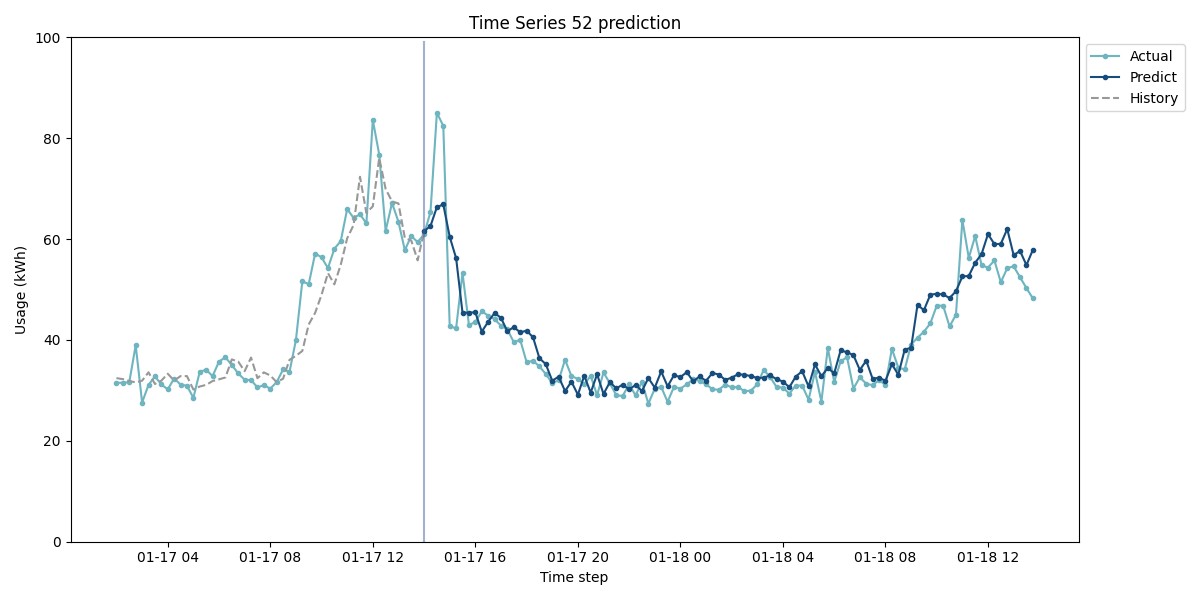 Time Series 52 prediction
Actual
Predict
History
Usage (kWh)
100
80
60
40
20
0
01-17 04
01-17 08
01-17 12
01-17 16
01-17 20
01-18 00
01-18 04
01-18 08
01-18 12
Time step